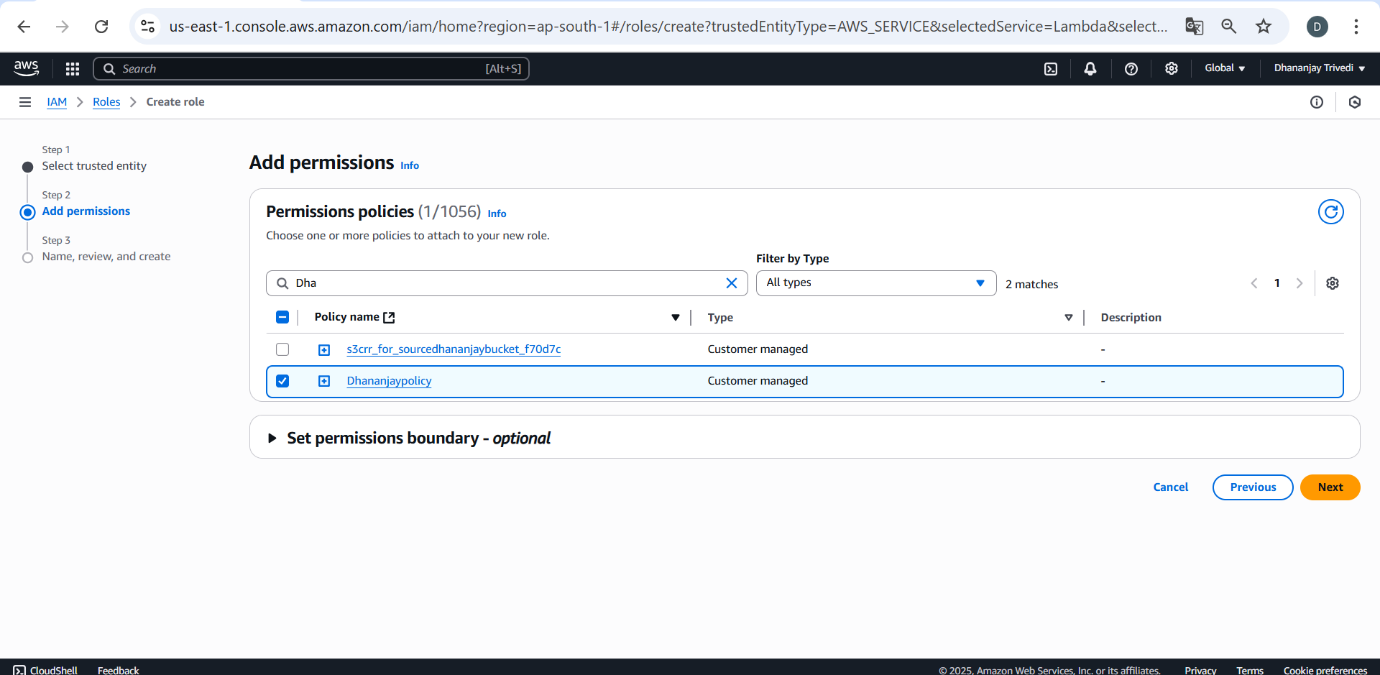 us-east-1.console.aws.amazon.com/iam/home?region=ap-south-1#/roles/create?trustedEntityType=AWS_SERVICE&selectedService=Lambda&select...
D
aws
Search
[Alt+S]
Global
Dhananjay Trivedi
IAM
Roles
Create role
Step 1
Select trusted entity
Step 2
Add permissions
Step 3
Name, review, and create
Add permissions Info
Permissions policies (1/1056) Info
Choose one or more policies to attach to your new role.
Filter by Type
Dha
All types
2 matches
1
Policy name
Type
Description
s3crr_for_sourcedhananjaybucket_f70d7c
Customer managed
-
Dhananjaypolicy
Customer managed
-
Set permissions boundary - optional
Cancel
Previous
Next
CloudShell
Feedback
© 2025, Amazon Web Services, Inc. or its affiliates.
Privacy
Terms
Cookie preferences